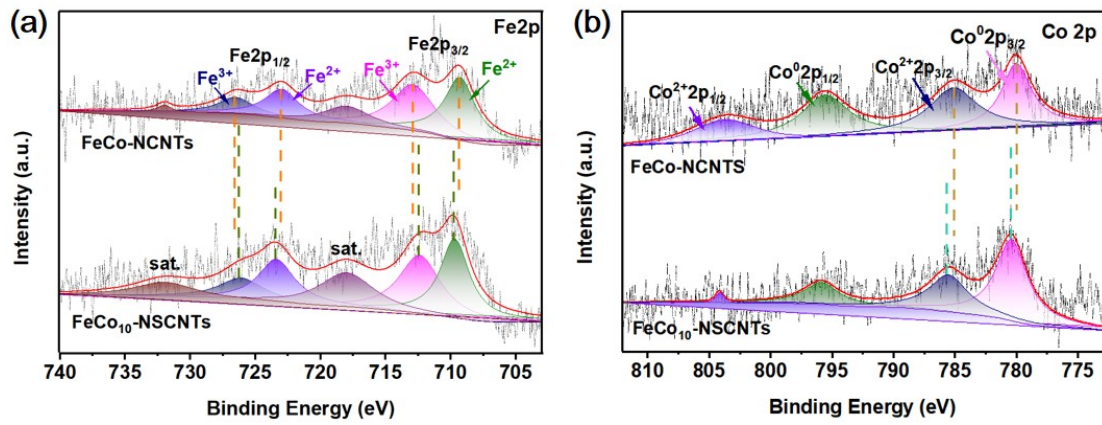 (a)
Fe2p
Fe2p₁/₂
Fe2p₃/₂
Fe³⁺
Fe²⁺
Fe³⁺
Fe²⁺
FeCo-NCNTs
sat.
sat.
FeCo₁₀-NSCNTs
Intensity (a.u.)
740 735 730 725 720 715 710 705
Binding Energy (eV)
(b)
Co 2p
Co⁰2p₃/₂
Co²⁺2p₃/₂
Co⁰2p₁/₂
Co²⁺2p₁/₂
FeCo-NCNTS
FeCo₁₀-NSCNTs
Intensity (a.u.)
810 805 800 795 790 785 780 775
Binding Energy (eV)